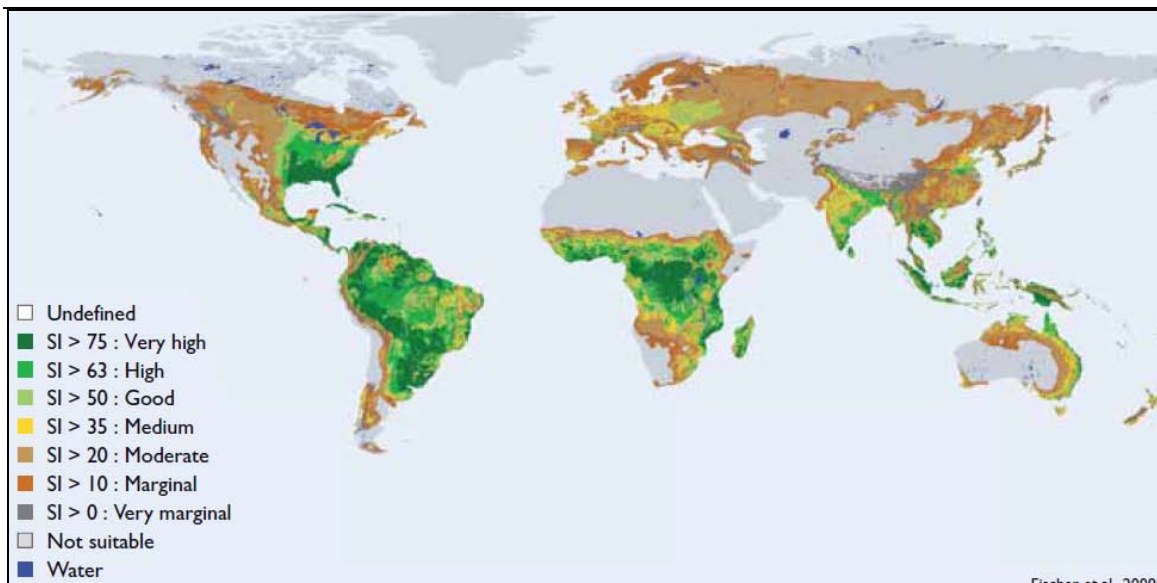 Undefined
SI > 75 : Very high
SI > 63 : High
SI > 50 : Good
SI > 35 : Medium
SI > 20 : Moderate
SI > 10 : Marginal
SI > 0 : Very marginal
Not suitable
Water